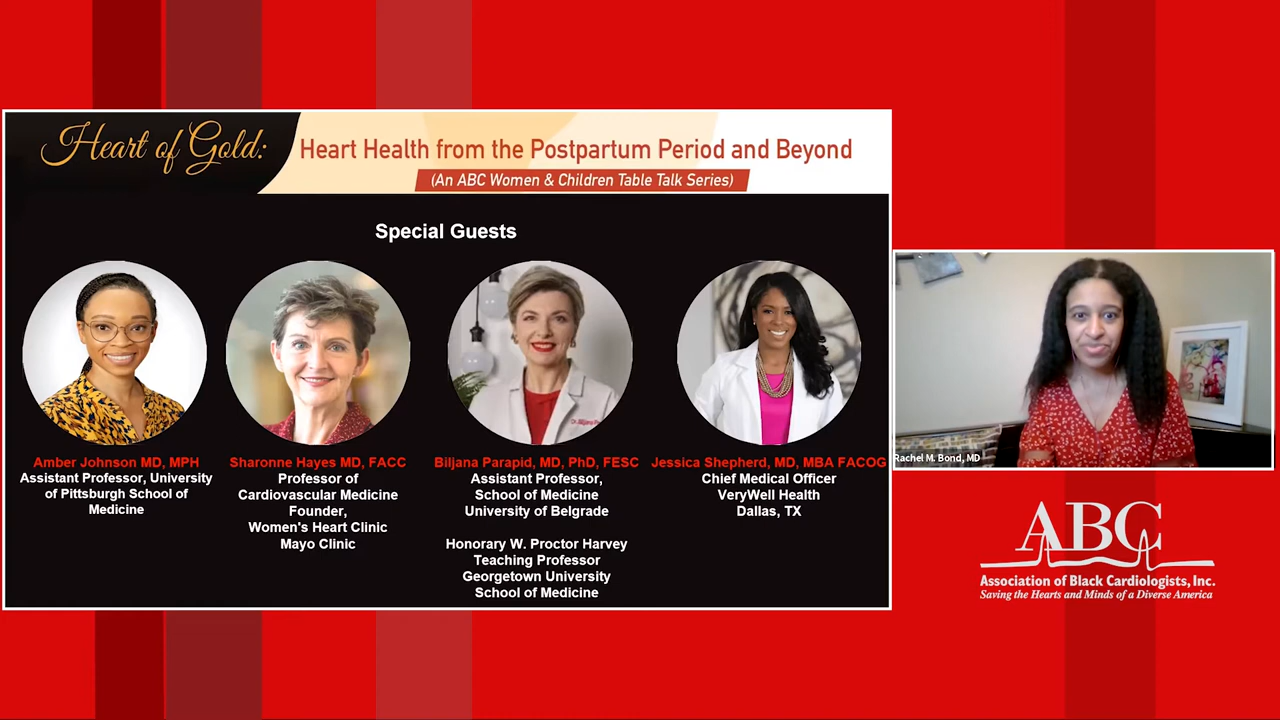 Heart of Gold:
Heart Health from the Postpartum Period and Beyond
(An ABC Women & Children Table Talk Series)
Special Guests
Amber Johnson MD, MPH
Assistant Professor, University
of Pittsburgh School of
Medicine
Sharonne Hayes MD, FACC
Professor of
Cardiovascular Medicine
Founder,
Women's Heart Clinic
Mayo Clinic
Biljana Parapid, MD, PhD, FESC
Assistant Professor,
School of Medicine
University of Belgrade
Honorary W. Proctor Harvey
Teaching Professor
Georgetown University
School of Medicine
Jessica Shepherd, MD, MBA FACOG
Chief Medical Officer
VeryWell Health
Dallas, TX
Rachel M. Bond, MD
ABC
Association of Black Cardiologists, Inc.
Saving the Hearts and Minds of a Diverse America